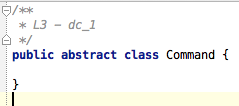 /**
 * L3 - dc_1
 */
public abstract class Command {
}